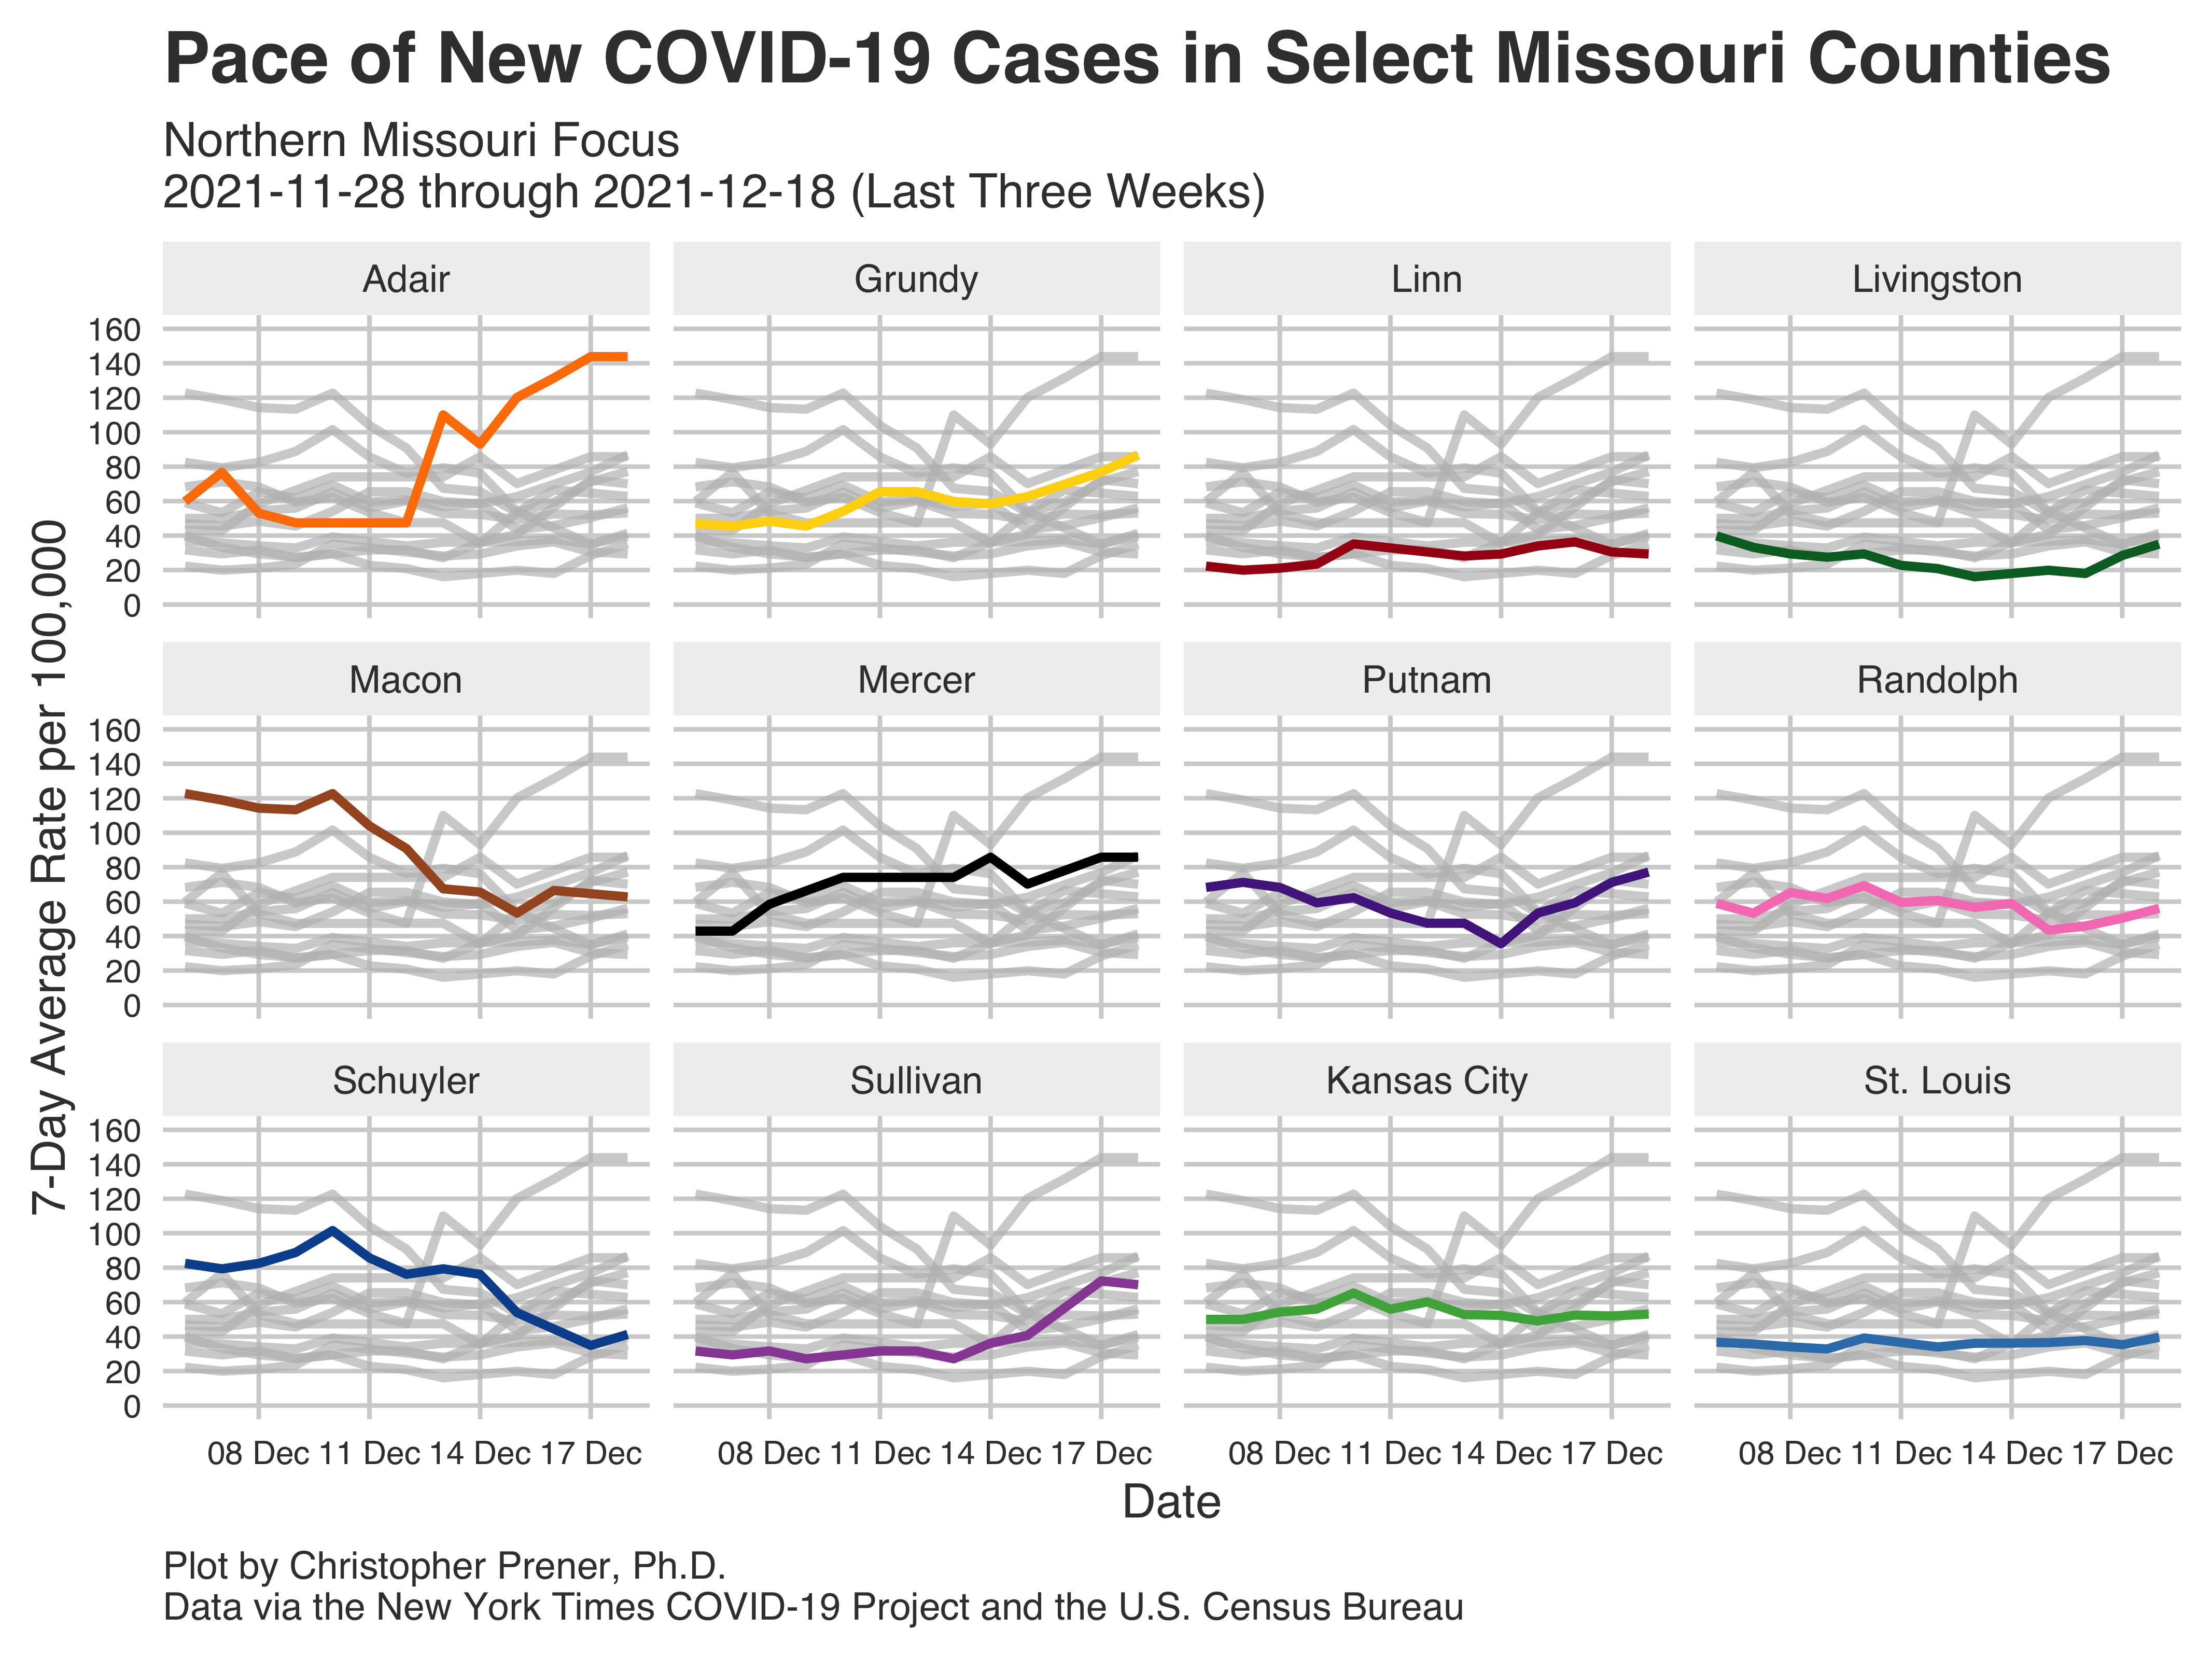 Pace of New COVID-19 Cases in Select Missouri Counties
Northern Missouri Focus
2021-11-28 through 2021-12-18 (Last Three Weeks)
7-Day Average Rate per 100,000
Adair
Grundy
Linn
Livingston
160
140
120
100
80
60
40
20
0
Macon
Mercer
Putnam
Randolph
160
140
120
100
80
60
40
20
0
Schuyler
Sullivan
Kansas City
St. Louis
160
140
120
100
80
60
40
20
0
08 Dec 11 Dec 14 Dec 17 Dec
08 Dec 11 Dec 14 Dec 17 Dec
08 Dec 11 Dec 14 Dec 17 Dec
08 Dec 11 Dec 14 Dec 17 Dec
Date
Plot by Christopher Prener, Ph.D.
Data via the New York Times COVID-19 Project and the U.S. Census Bureau